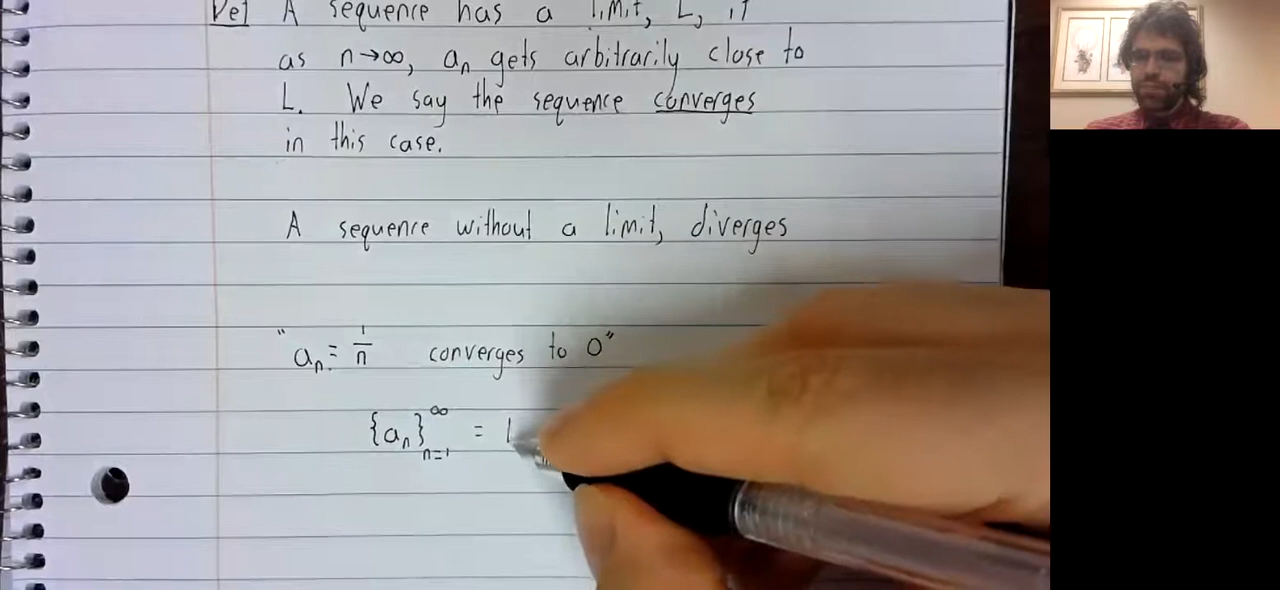 Def A sequence has a limit, L, if
as n→∞, aₙ gets arbitrarily close to
L. We say the sequence converges
in this case.
A sequence without a limit, diverges
"aₙ = 1/n converges to 0"
{aₙ}ₙ₌₁^∞ = 1